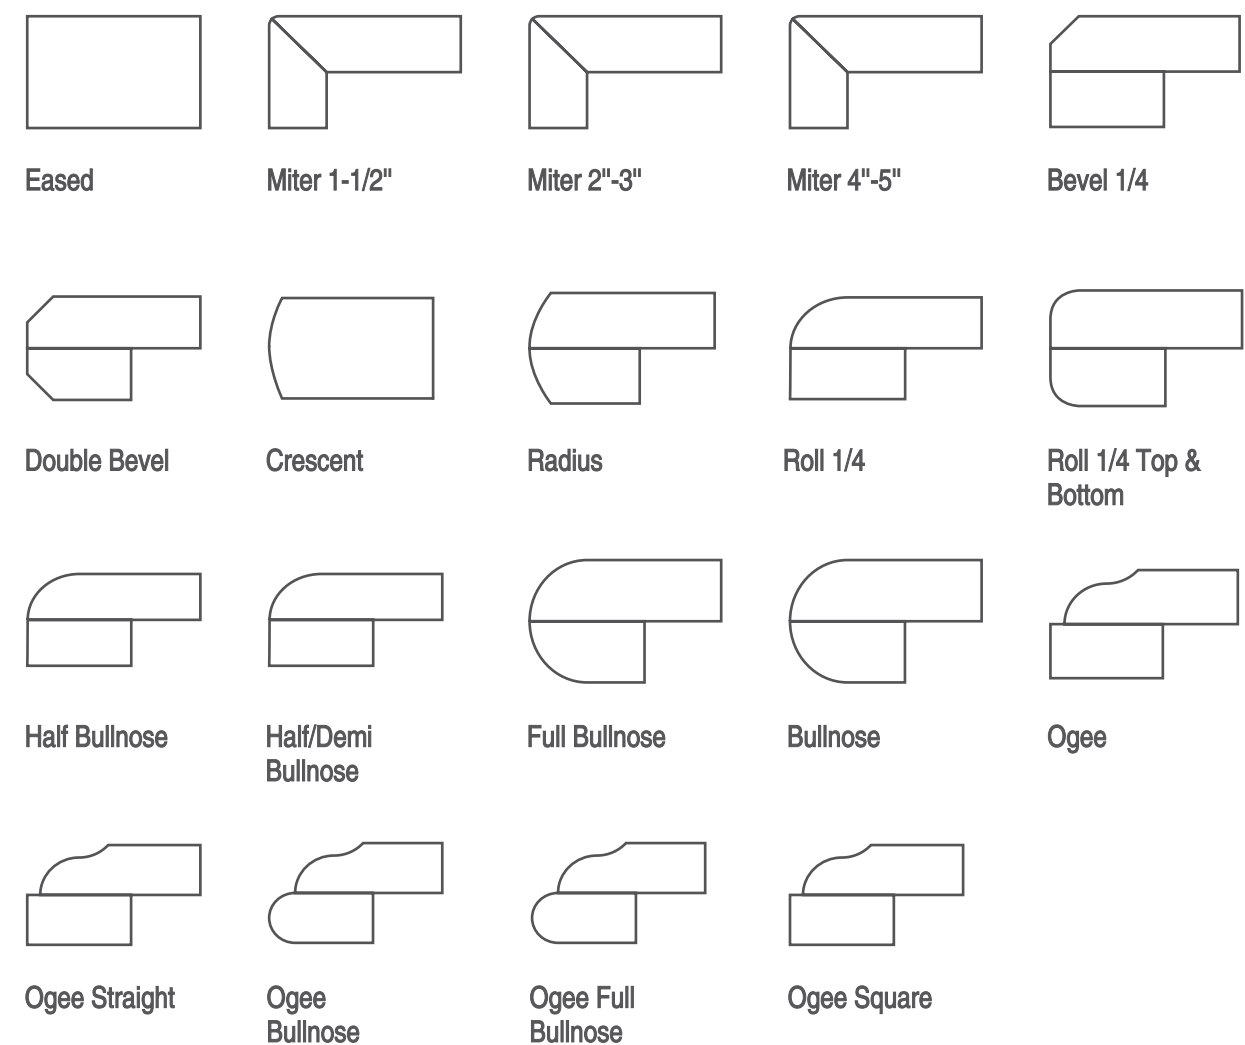 Eased
Miter 1-1/2"
Miter 2"-3"
Miter 4"-5"
Bevel 1/4
Double Bevel
Crescent
Radius
Roll 1/4
Roll 1/4 Top &
Bottom
Half Bullnose
Half/Demi
Bullnose
Full Bullnose
Bullnose
Ogee
Ogee Straight
Ogee
Bullnose
Ogee Full
Bullnose
Ogee Square